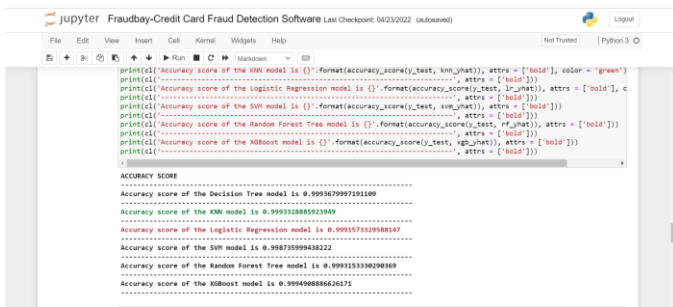 jupyter Fraudbay-Credit Card Fraud Detection Software Last Checkpoint: 04/23/2022 (autosaved)
Logout
File Edit View Insert Cell Kernel Widgets Help
Not Trusted Python 3
Run Markdown
print(cl('Accuracy score of the KNN model is {}'.format(accuracy_score(y_test, knn_yhat)), attrs = ['bold'], color = 'green')
print(cl('------------------------------------------------------------------------', attrs = ['bold']))
print(cl('Accuracy score of the Logistic Regression model is {}'.format(accuracy_score(y_test, lr_yhat)), attrs = ['bold'], c
print(cl('------------------------------------------------------------------------', attrs = ['bold']))
print(cl('Accuracy score of the SVM model is {}'.format(accuracy_score(y_test, svm_yhat)), attrs = ['bold']))
print(cl('------------------------------------------------------------------------', attrs = ['bold']))
print(cl('Accuracy score of the Random Forest Tree model is {}'.format(accuracy_score(y_test, rf_yhat)), attrs = ['bold']))
print(cl('------------------------------------------------------------------------', attrs = ['bold']))
print(cl('Accuracy score of the XGBoost model is {}'.format(accuracy_score(y_test, xgb_yhat)), attrs = ['bold']))
print(cl('------------------------------------------------------------------------', attrs = ['bold']))
ACCURACY SCORE
------------------------------------------------------------------------
Accuracy score of the Decision Tree model is 0.9993679997191109
------------------------------------------------------------------------
Accuracy score of the KNN model is 0.9993328885923949
------------------------------------------------------------------------
Accuracy score of the Logistic Regression model is 0.9991573329588147
------------------------------------------------------------------------
Accuracy score of the SVM model is 0.998735999438222
------------------------------------------------------------------------
Accuracy score of the Random Forest Tree model is 0.9993153330290369
------------------------------------------------------------------------
Accuracy score of the XGBoost model is 0.9994908886626171
------------------------------------------------------------------------